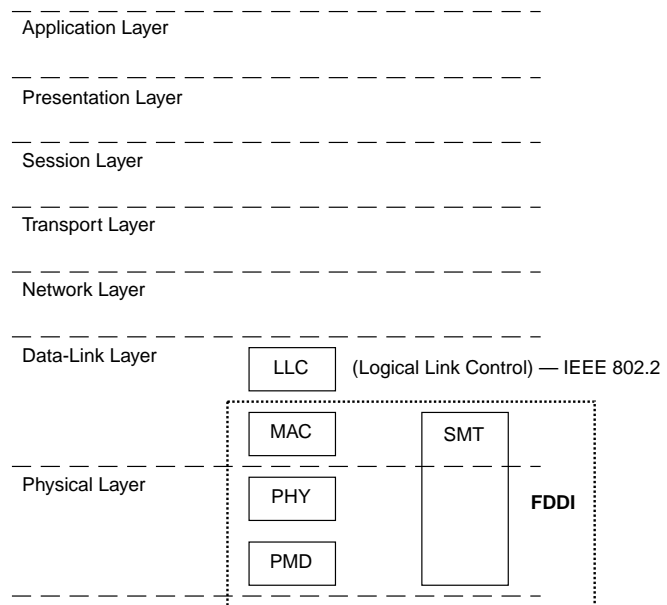 Application Layer
Presentation Layer
Session Layer
Transport Layer
Network Layer
Data-Link Layer
LLC
(Logical Link Control) — IEEE 802.2
MAC
SMT
Physical Layer
PHY
FDDI
PMD